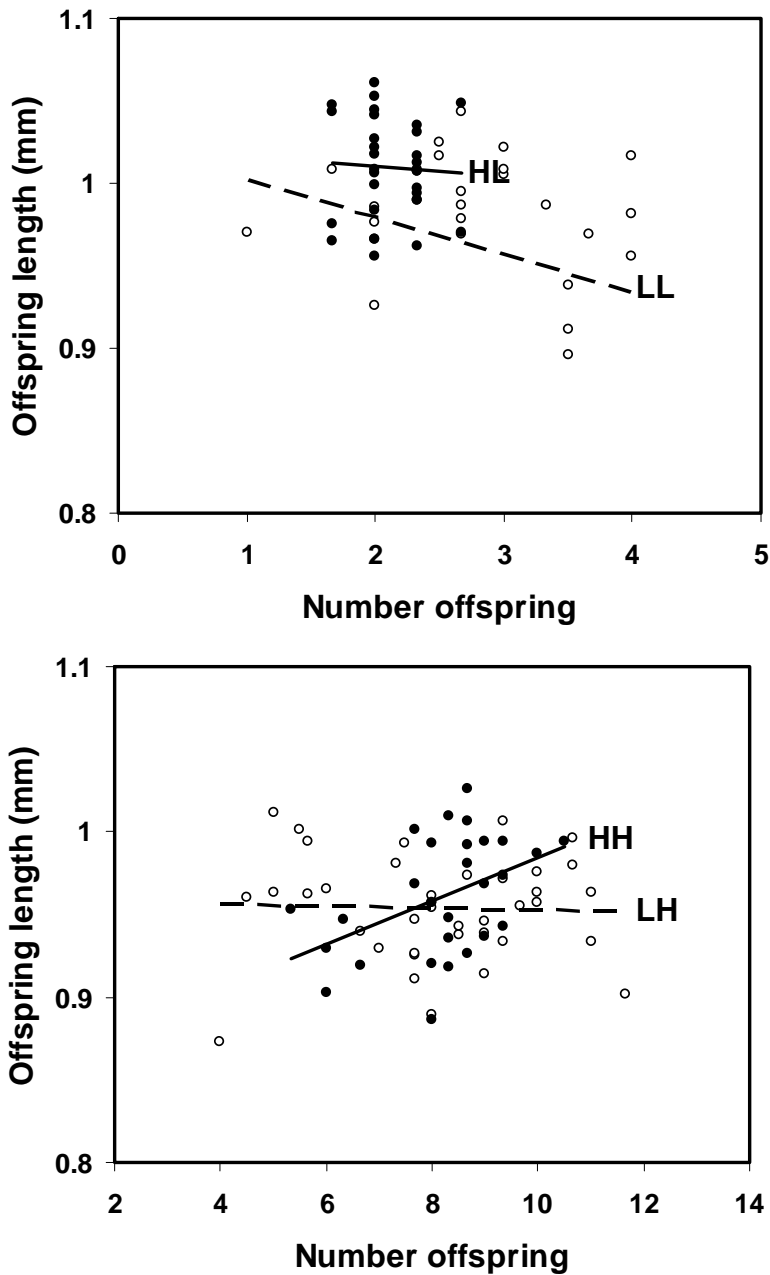 1.1
1
0.9
0.8
Offspring length (mm)
HL
LL
0 1 2 3 4 5
Number offspring
1.1
1
0.9
0.8
Offspring length (mm)
HH
LH
2 4 6 8 10 12 14
Number offspring